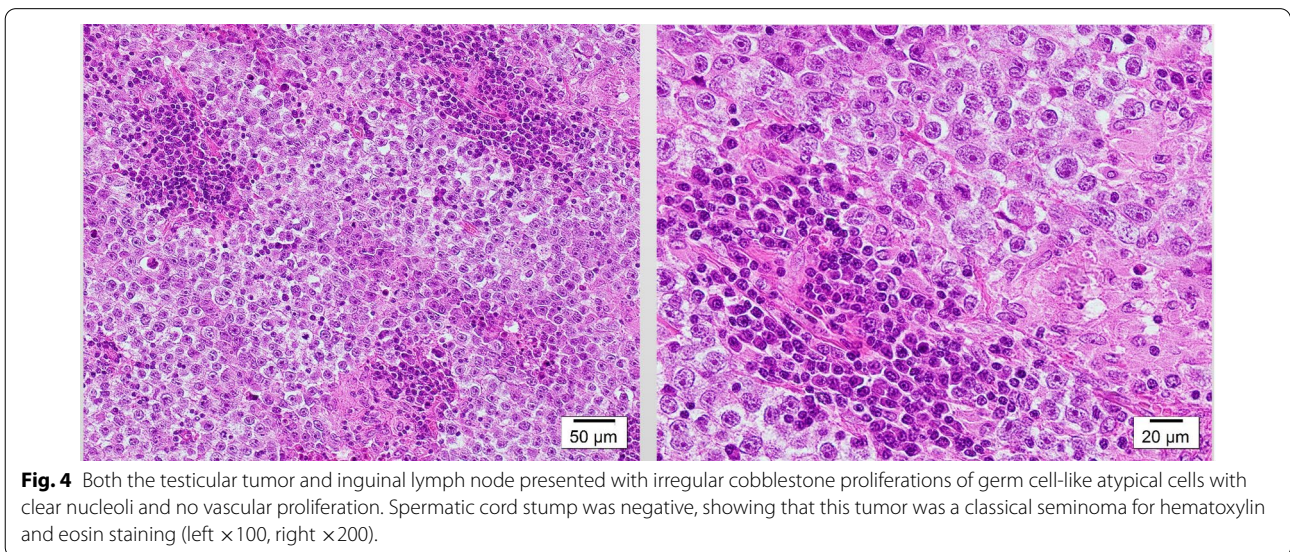 50 µm
20 µm
Fig. 4 Both the testicular tumor and inguinal lymph node presented with irregular cobblestone proliferations of germ cell-like atypical cells with
clear nucleoli and no vascular proliferation. Spermatic cord stump was negative, showing that this tumor was a classical seminoma for hematoxylin
and eosin staining (left ×100, right ×200).